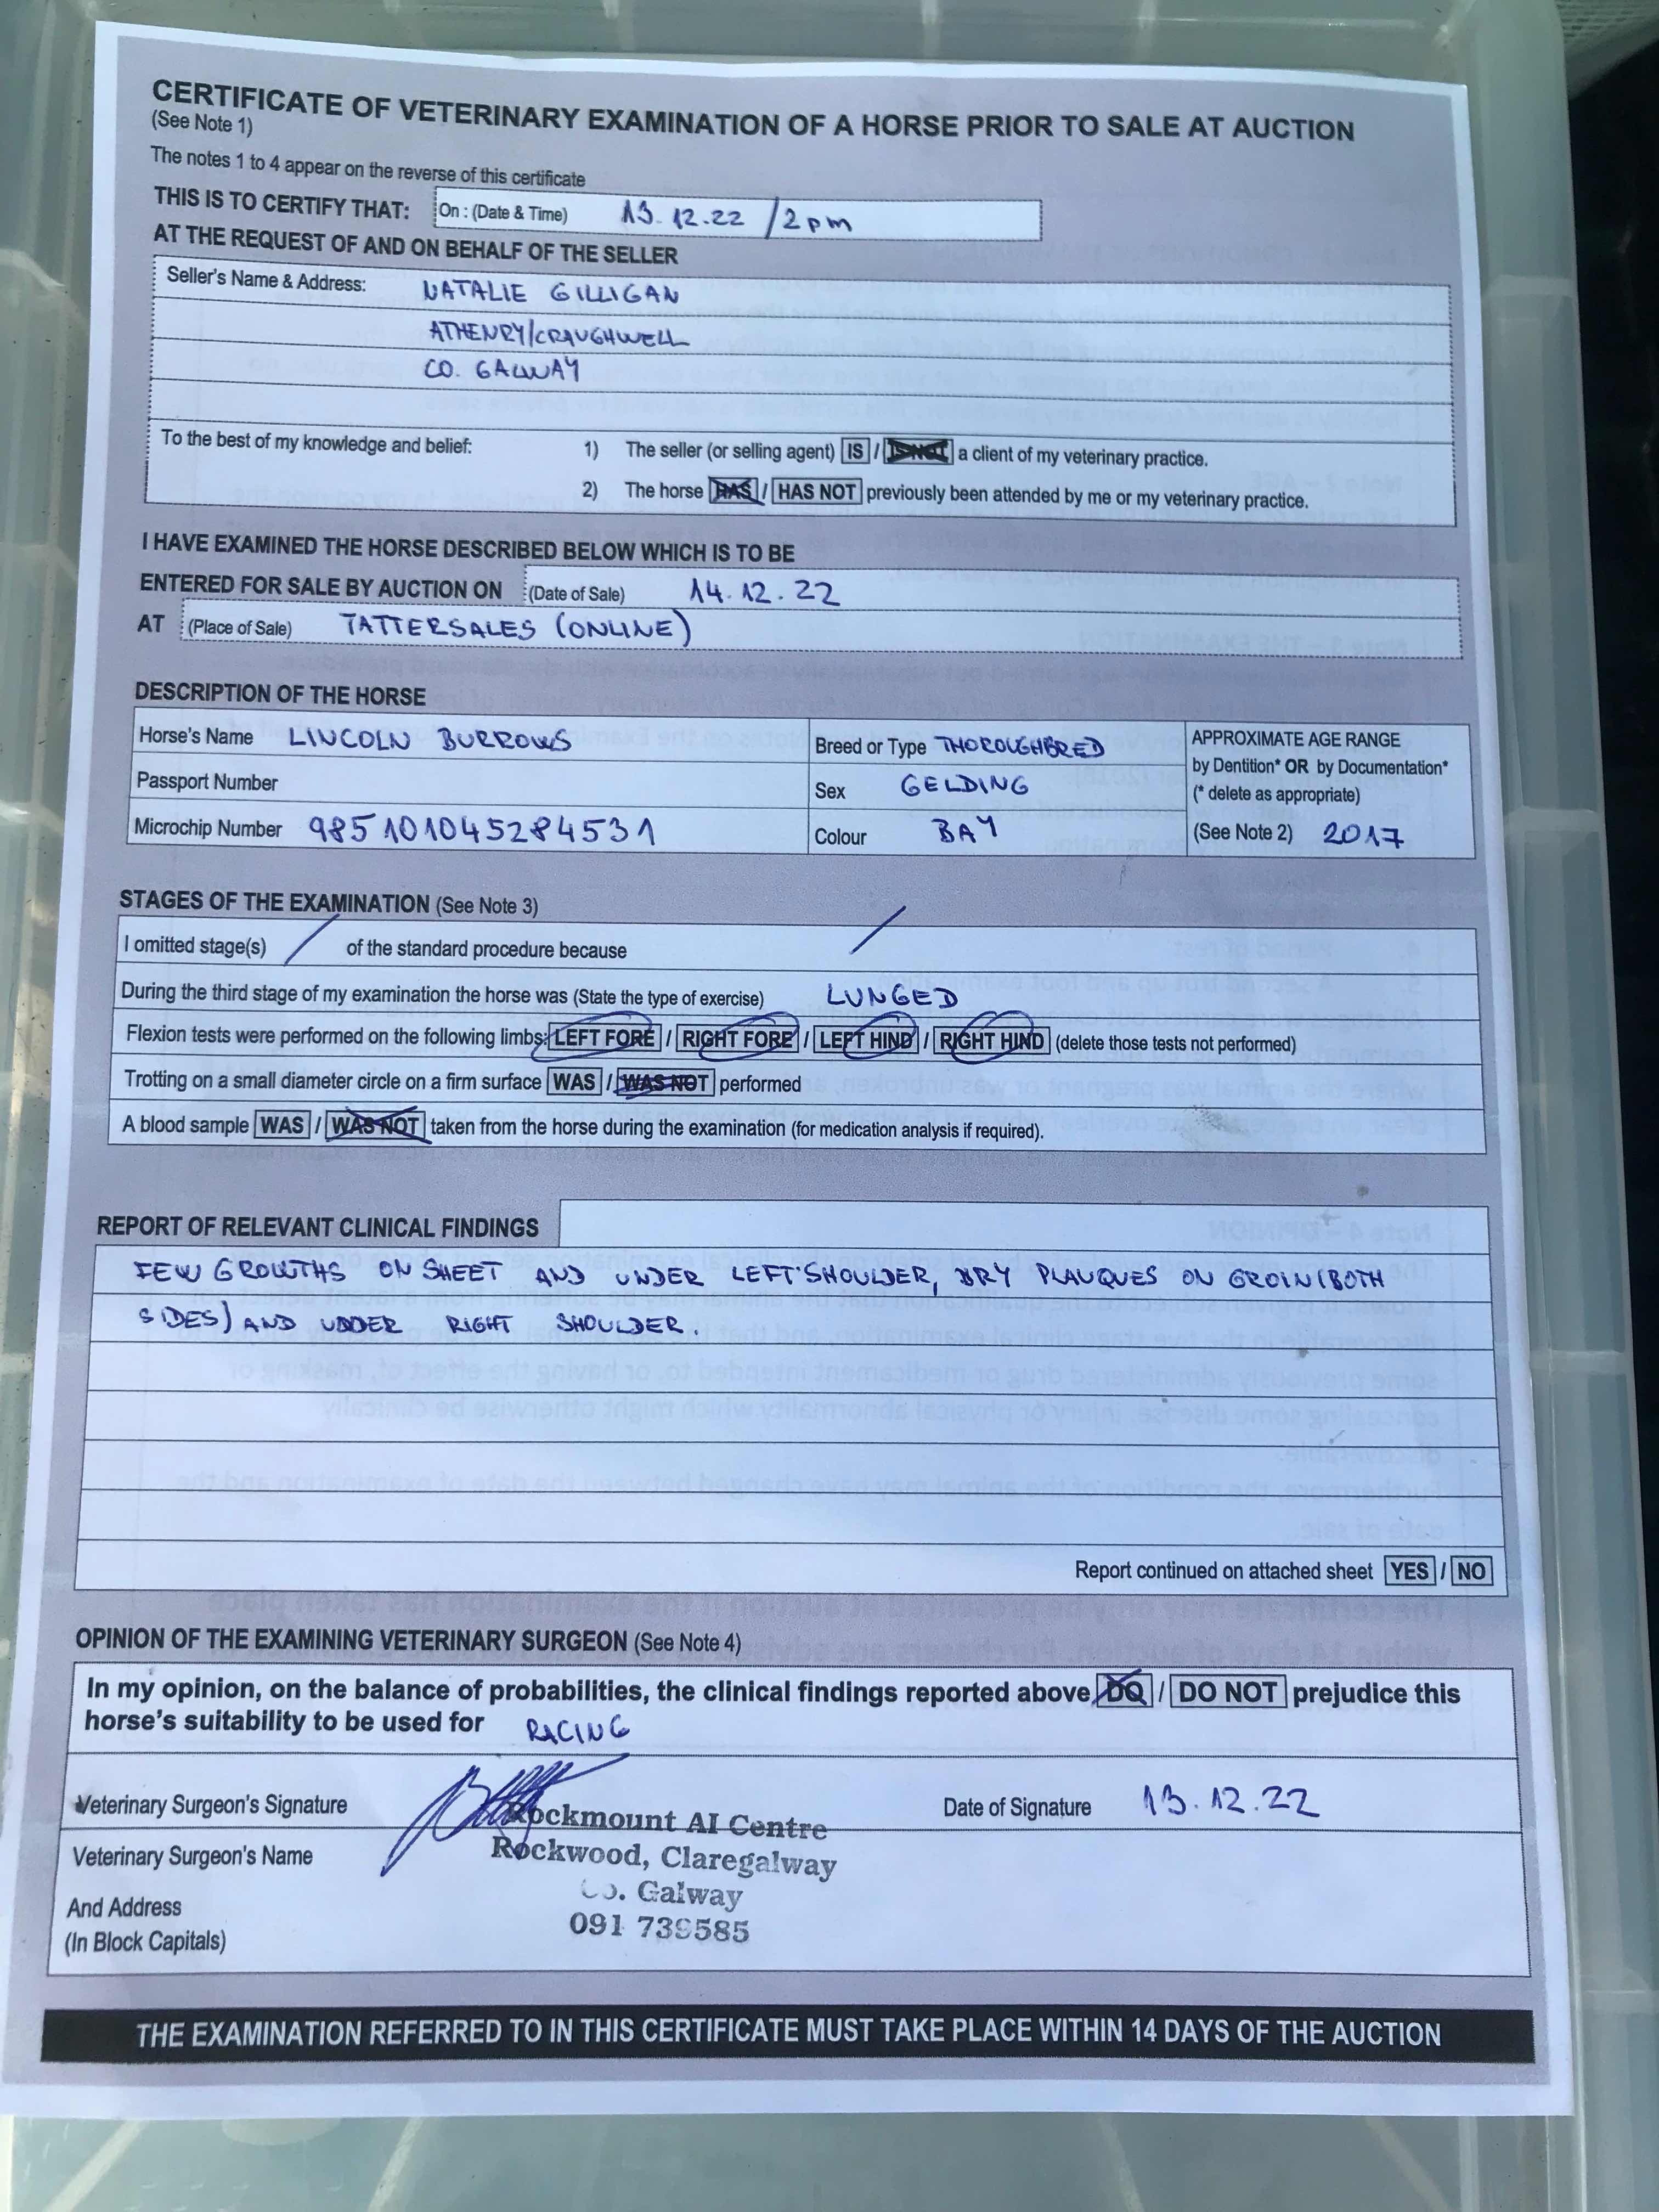 CERTIFICATE OF VETERINARY EXAMINATION OF A HORSE PRIOR TO SALE AT AUCTION
(See Note 1)
The notes 1 to 4 appear on the reverse of this certificate
THIS IS TO CERTIFY THAT: On : (Date & Time) 13.12.22 / 2pm
AT THE REQUEST OF AND ON BEHALF OF THE SELLER
Seller's Name & Address: NATALIE GILLIGAN
ATHENRY/CRAUGHWELL
CO. GALWAY
To the best of my knowledge and belief: 1) The seller (or selling agent) IS / IS NOT a client of my veterinary practice.
2) The horse HAS / HAS NOT previously been attended by me or my veterinary practice.
I HAVE EXAMINED THE HORSE DESCRIBED BELOW WHICH IS TO BE
ENTERED FOR SALE BY AUCTION ON (Date of Sale) 14.12.22
AT (Place of Sale) TATTERSALES (ONLINE)
DESCRIPTION OF THE HORSE
Horse's Name LINCOLN BURROWS
Passport Number
Microchip Number 985101045284531
Breed or Type THOROUGHBRED
Sex GELDING
Colour BAY
APPROXIMATE AGE RANGE
by Dentition* OR by Documentation*
(* delete as appropriate)
(See Note 2) 2017
STAGES OF THE EXAMINATION (See Note 3)
I omitted stage(s) / of the standard procedure because /
During the third stage of my examination the horse was (State the type of exercise) LUNGED
Flexion tests were performed on the following limbs: LEFT FORE / RIGHT FORE / LEFT HIND / RIGHT HIND (delete those tests not performed)
Trotting on a small diameter circle on a firm surface WAS / WAS NOT performed
A blood sample WAS / WAS NOT taken from the horse during the examination (for medication analysis if required).
REPORT OF RELEVANT CLINICAL FINDINGS
FEW GROWTHS ON SHEET AND UNDER LEFT SHOULDER, DRY PLAUQUES ON GROIN (BOTH
SIDES) AND UDDER RIGHT SHOULDER.
Report continued on attached sheet YES / NO
OPINION OF THE EXAMINING VETERINARY SURGEON (See Note 4)
In my opinion, on the balance of probabilities, the clinical findings reported above DO / DO NOT prejudice this
horse's suitability to be used for RACING
Veterinary Surgeon's Signature
Date of Signature 13.12.22
Veterinary Surgeon's Name
And Address
(In Block Capitals)
Rockmount AI Centre
Rockwood, Claregalway
Co. Galway
091 739585
THE EXAMINATION REFERRED TO IN THIS CERTIFICATE MUST TAKE PLACE WITHIN 14 DAYS OF THE AUCTION